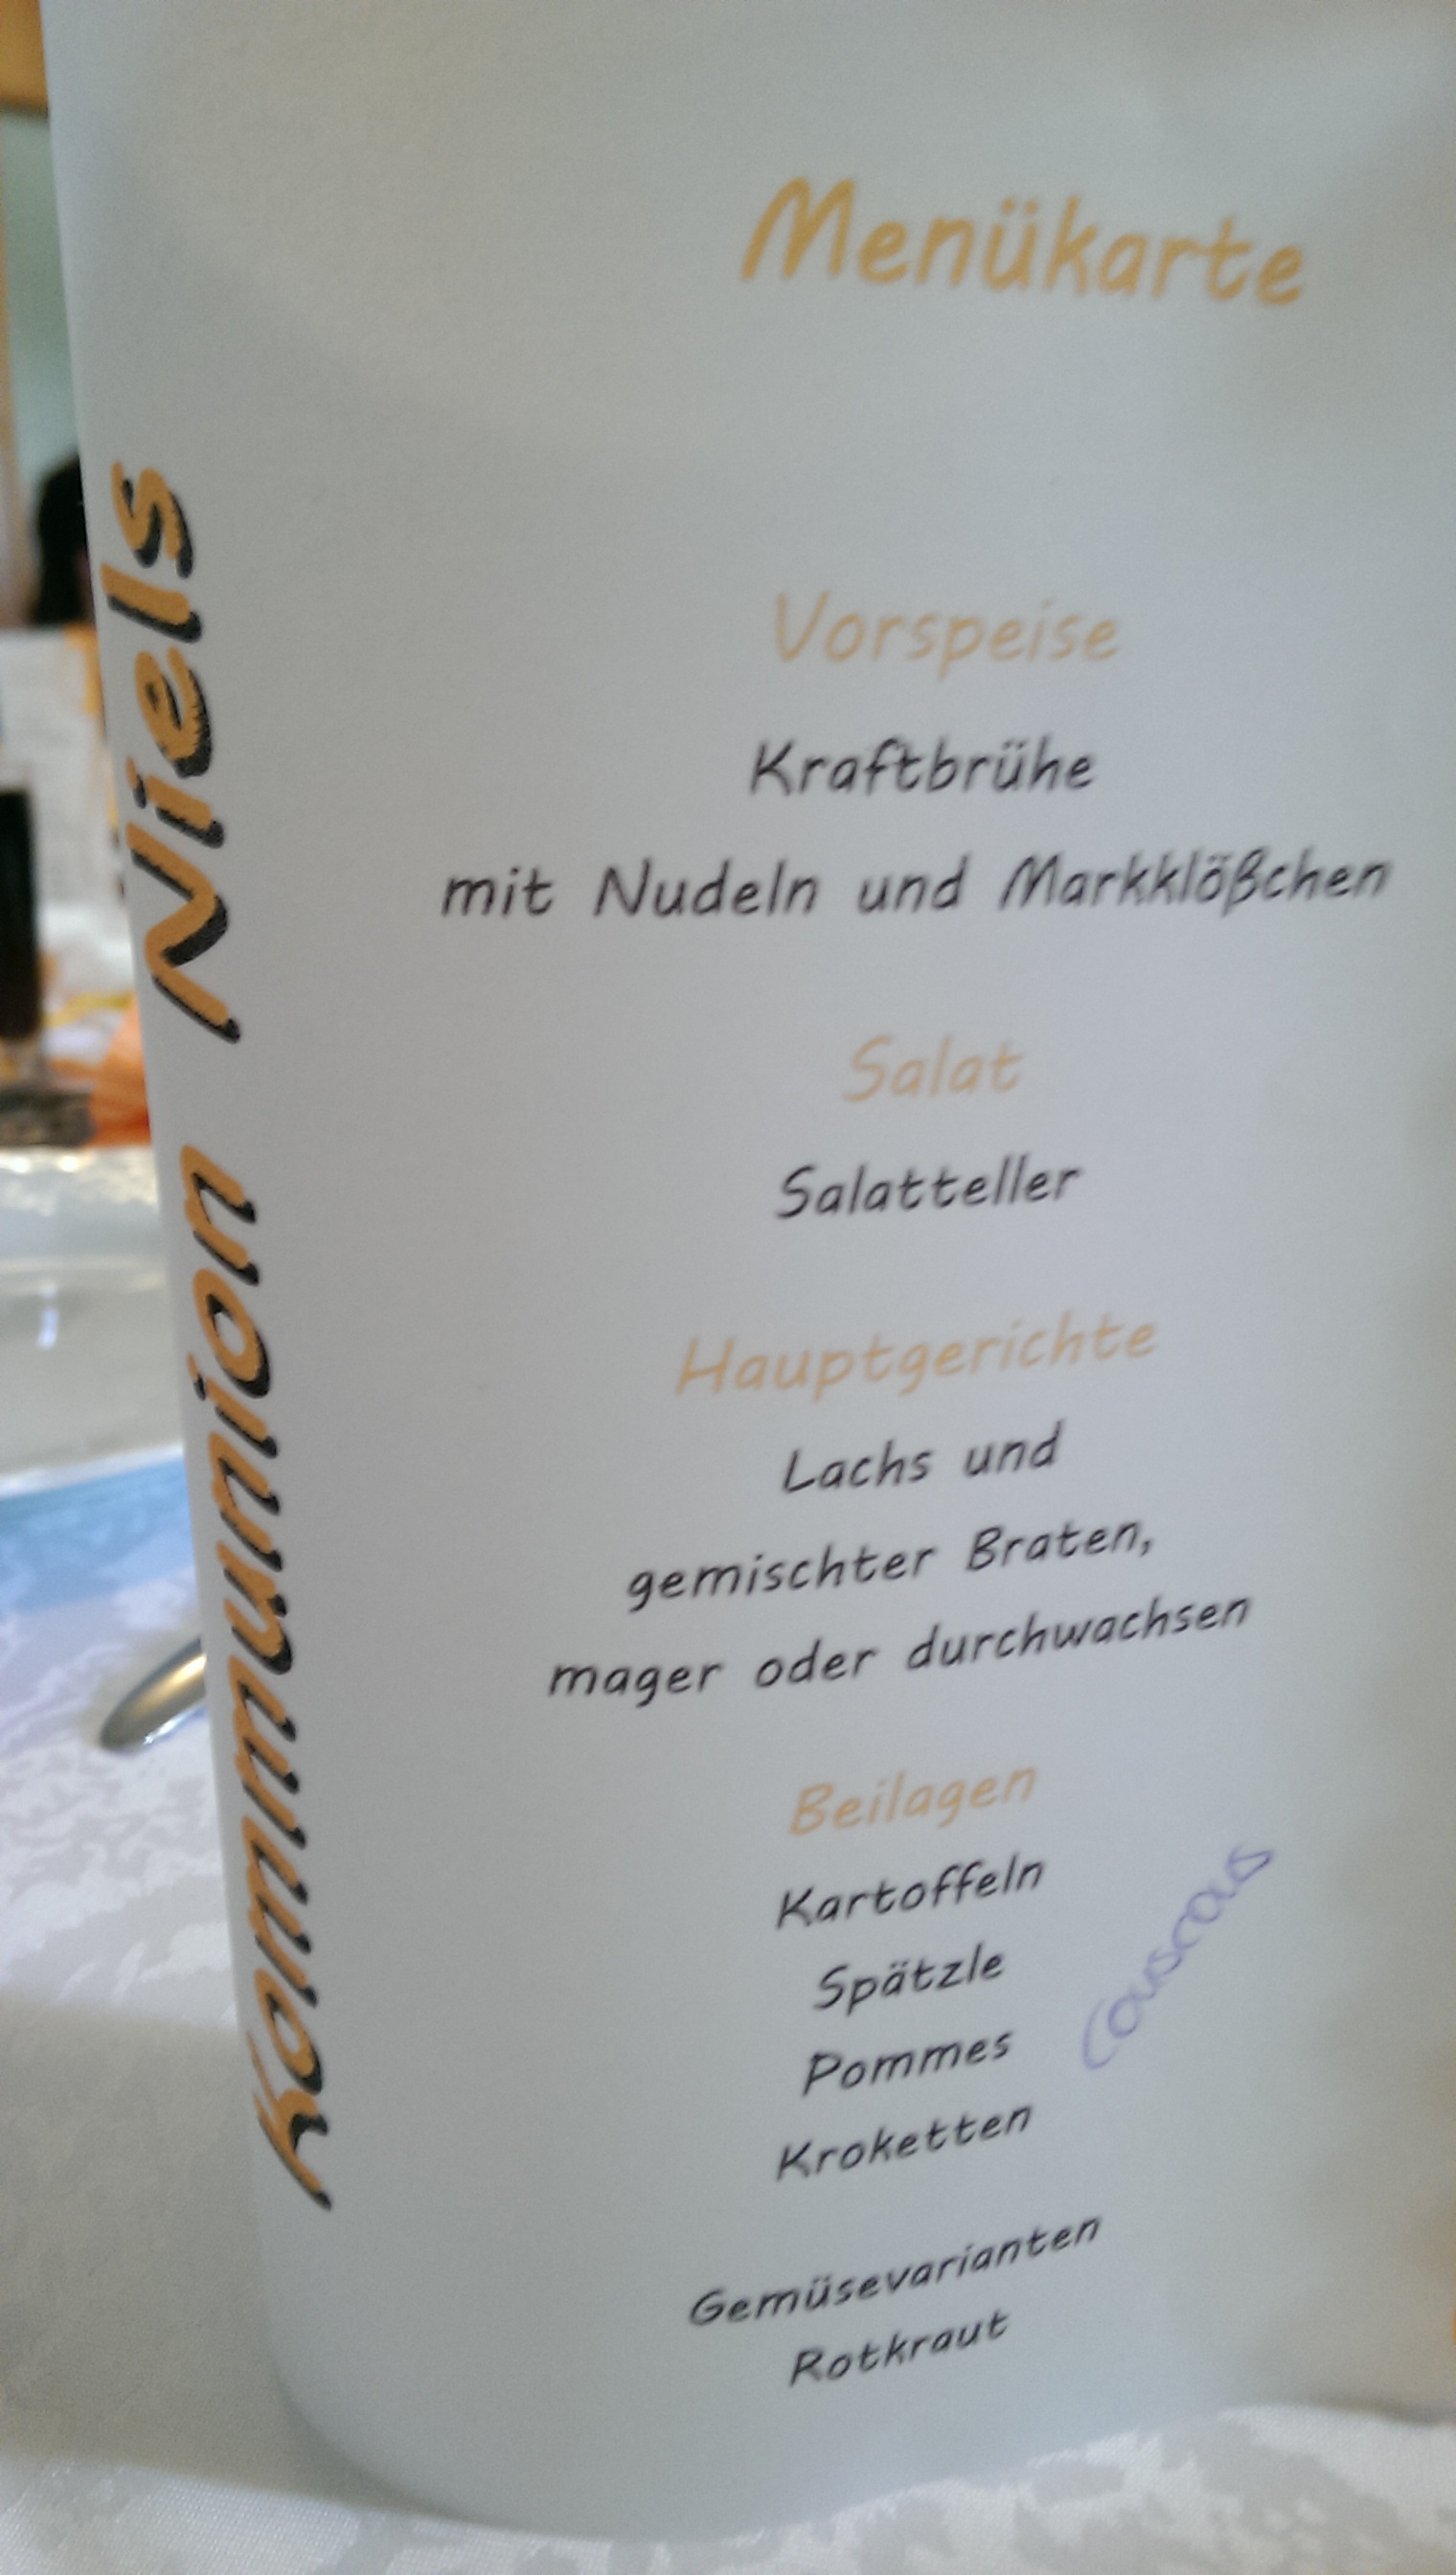 Menükarte
Kommunion Niels
Vorspeise
Kraftbrühe
mit Nudeln und Markklößchen
Salat
Salatteller
Hauptgerichte
Lachs und
gemischter Braten,
mager oder durchwachsen
Beilagen
Kartoffeln
Spätzle
Pommes
Kroketten
Couscous
Gemüsevarianten
Rotkraut